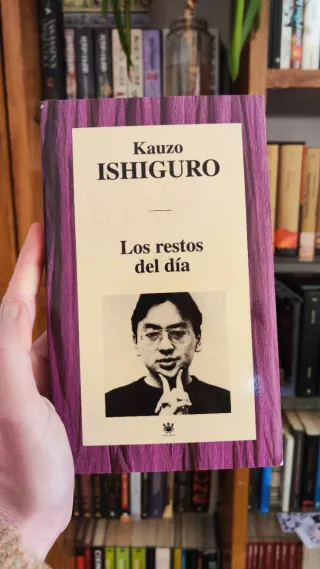 Kauzo
ISHIGURO
Los restos
del día